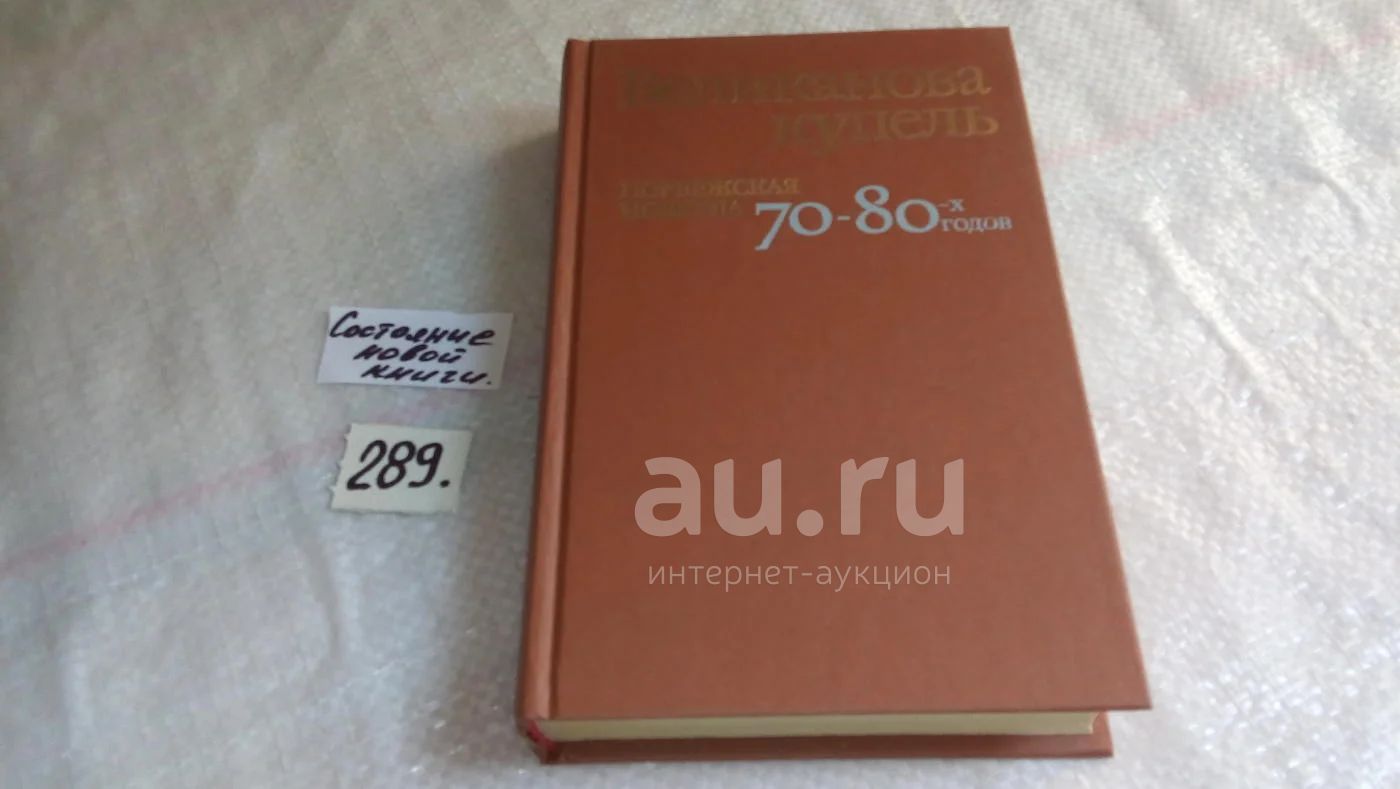 Великанова
купель
НОРВЕЖСКАЯ
НОВЕЛЛА 70-80-х
годов
Состояние
новой
книги.
289.
au.ru
интернет-аукцион